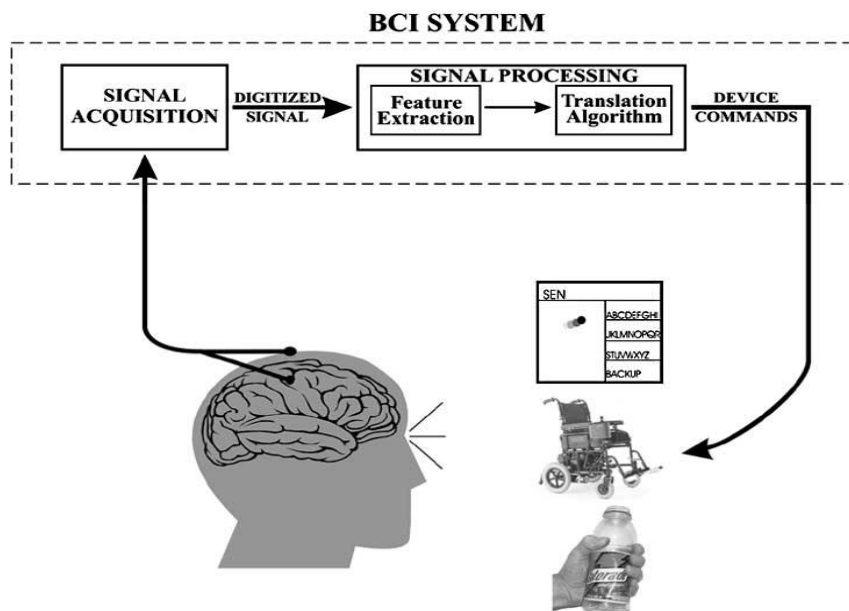 BCI SYSTEM
SIGNAL
ACQUISITION
DIGITIZED
SIGNAL
SIGNAL PROCESSING
Feature
Extraction
Translation
Algorithm
DEVICE
COMMANDS
SEN
ABCDEFGHI
JKLMNOPQR
STUVWXYZ
BACKUP